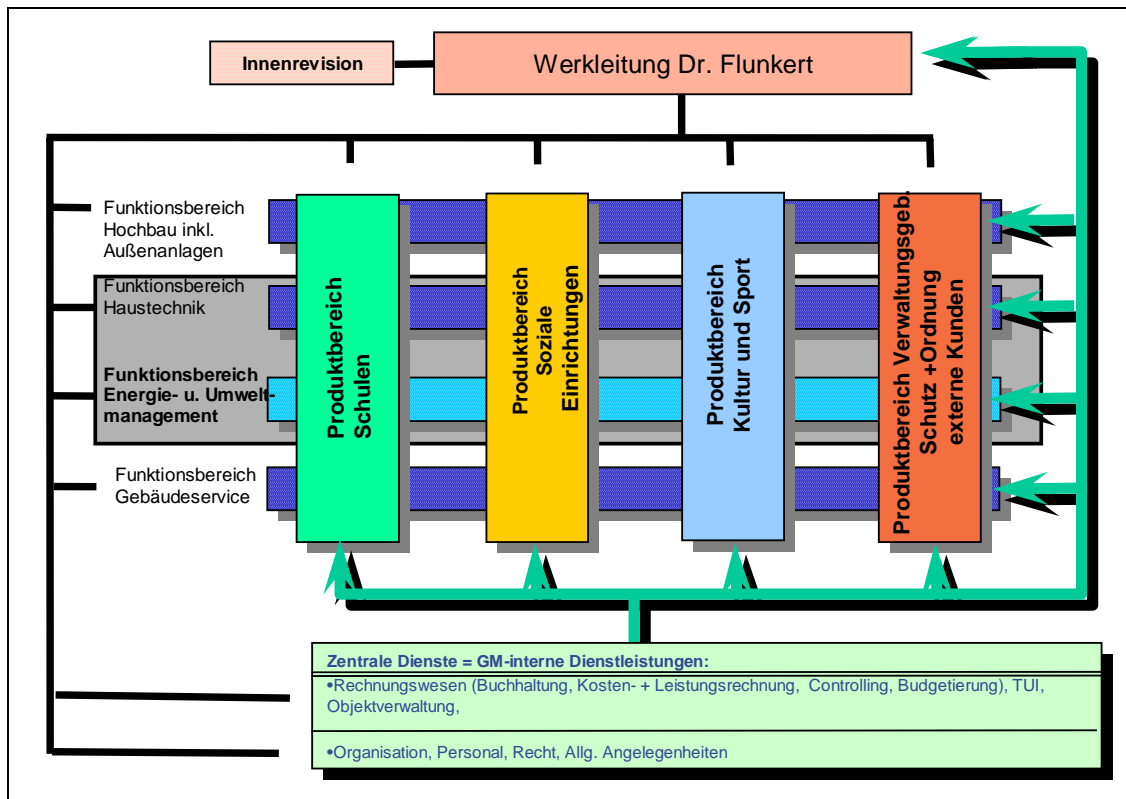 Innenrevision
Werkleitung Dr. Flunkert
Funktionsbereich
Hochbau inkl.
Außenanlagen
Funktionsbereich
Haustechnik
Funktionsbereich
Energie- u. Umwelt-
management
Funktionsbereich
Gebäudeservice
Produktbereich
Schulen
Produktbereich
Soziale
Einrichtungen
Produktbereich
Kultur und Sport
Produktbereich Verwaltungsgeb.
Schutz +Ordnung
externe Kunden
Zentrale Dienste = GM-interne Dienstleistungen:
•Rechnungswesen (Buchhaltung, Kosten- + Leistungsrechnung, Controlling, Budgetierung), TUI,
Objektverwaltung,
•Organisation, Personal, Recht, Allg. Angelegenheiten